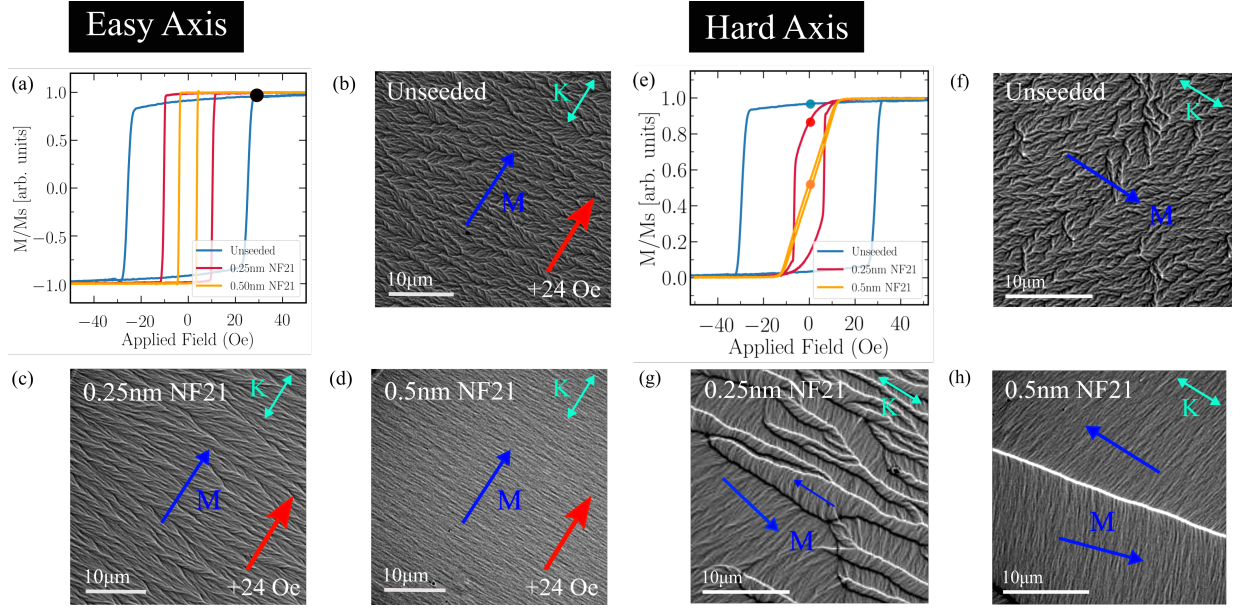 Easy Axis
Hard Axis
(a)
M/Ms [arb. units]
1.0
0.5
0.0
−0.5
−1.0
Unseeded
0.25nm NF21
0.50nm NF21
−40
−20
0
20
40
Applied Field (Oe)
(b)
Unseeded
K
M
10μm
+24 Oe
(e)
M/Ms [arb. units]
1.0
0.8
0.6
0.4
0.2
0.0
Unseeded
0.25nm NF21
0.5nm NF21
−40
−20
0
20
40
Applied Field (Oe)
(f)
Unseeded
K
M
10μm
(c)
0.25nm NF21
K
M
10μm
+24 Oe
(d)
0.5nm NF21
K
M
10μm
+24 Oe
(g)
0.25nm NF21
K
M
10μm
(h)
0.5nm NF21
K
M
10μm